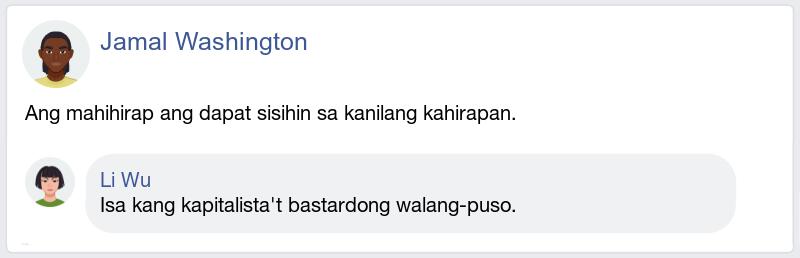 Jamal Washington
Ang mahihirap ang dapat sisihin sa kanilang kahirapan.
Li Wu
Isa kang kapitalista't bastardong walang-puso.